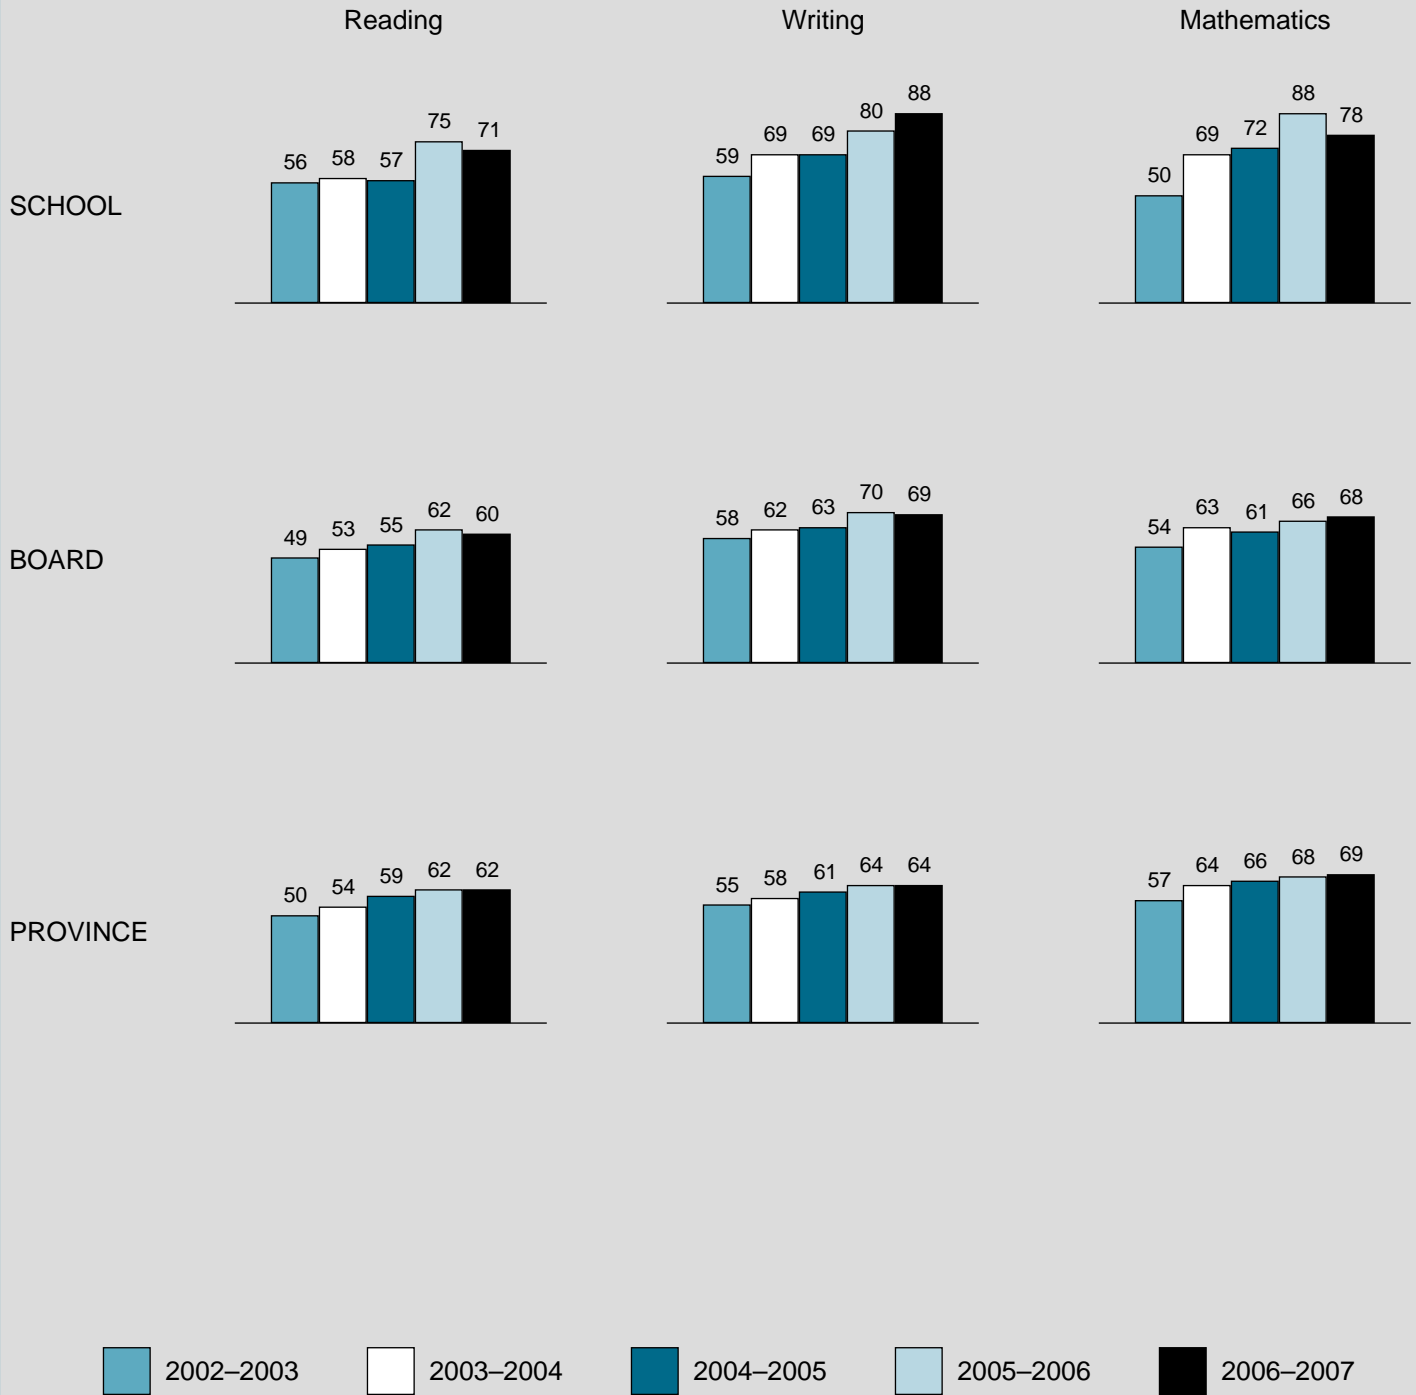 Reading Writing Mathematics
SCHOOL
56 58 57 75 71
59 69 69 80 88
50 69 72 88 78
BOARD
49 53 55 62 60
58 62 63 70 69
54 63 61 66 68
PROVINCE
50 54 59 62 62
55 58 61 64 64
57 64 66 68 69
2002–2003 2003–2004 2004–2005 2005–2006 2006–2007